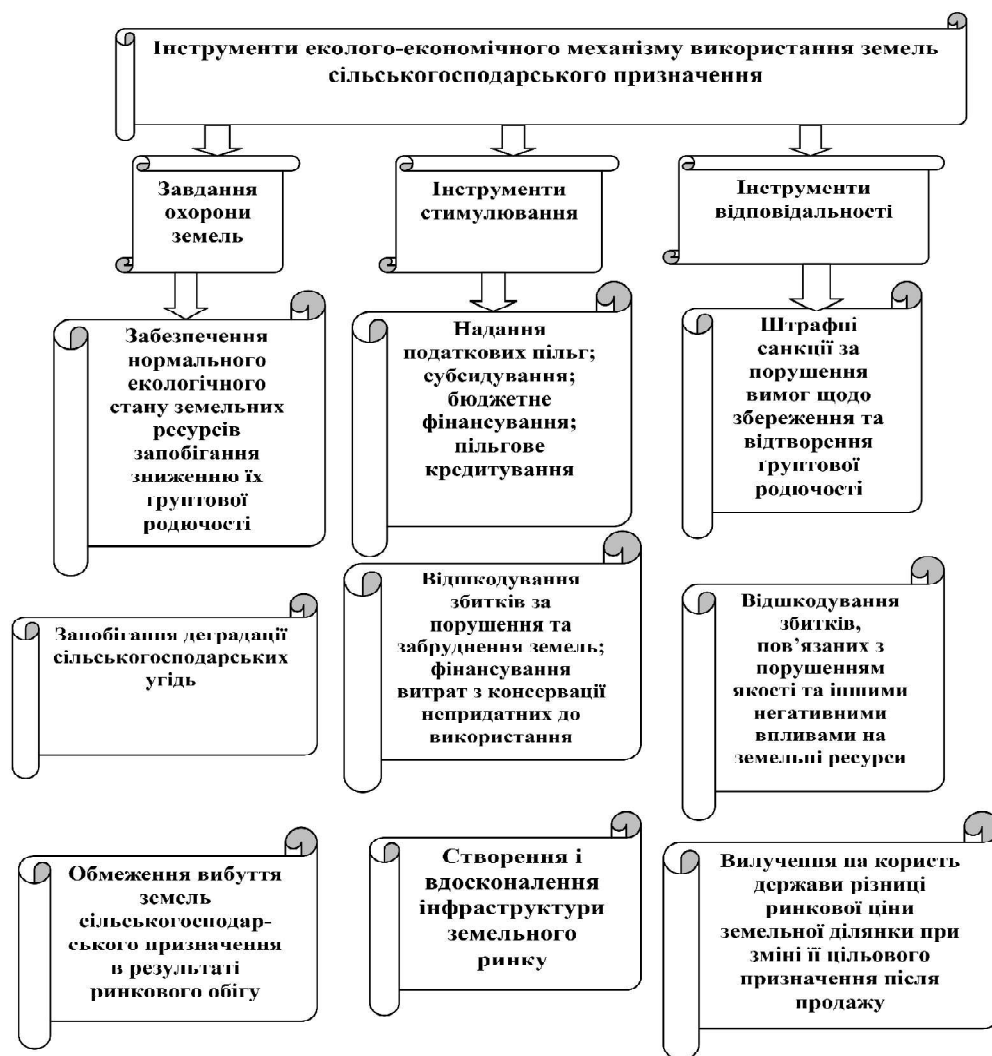 Інструменти еколого-економічного механізму використання земель
сільськогосподарського призначення
Завдання
охорони
земель
Інструменти
стимулювання
Інструменти
відповідальності
Забезпечення
нормального
екологічного
стану земельних
ресурсів
запобігання
зниженню їх
ґрунтової
родючості
Надання
податкових пільг;
субсидування;
бюджетне
фінансування;
пільгове
кредитування
Штрафні
санкції за
порушення
вимог щодо
збереження та
відтворення
ґрунтової
родючості
Запобігання деградації
сільськогосподарських
угідь
Відшкодування
збитків за
порушення та
забруднення земель;
фінансування
витрат з консервації
непридатних до
використання
Відшкодування
збитків,
пов’язаних з
порушенням
якості та іншими
негативними
впливами на
земельні ресурси
Обмеження вибуття
земель
сільськогосподар-
ського призначення
в результаті
ринкового обігу
Створення і
вдосконалення
інфраструктури
земельного
ринку
Вилучення на користь
держави різниці
ринкової ціни
земельної ділянки при
зміні її цільового
призначення після
продажу